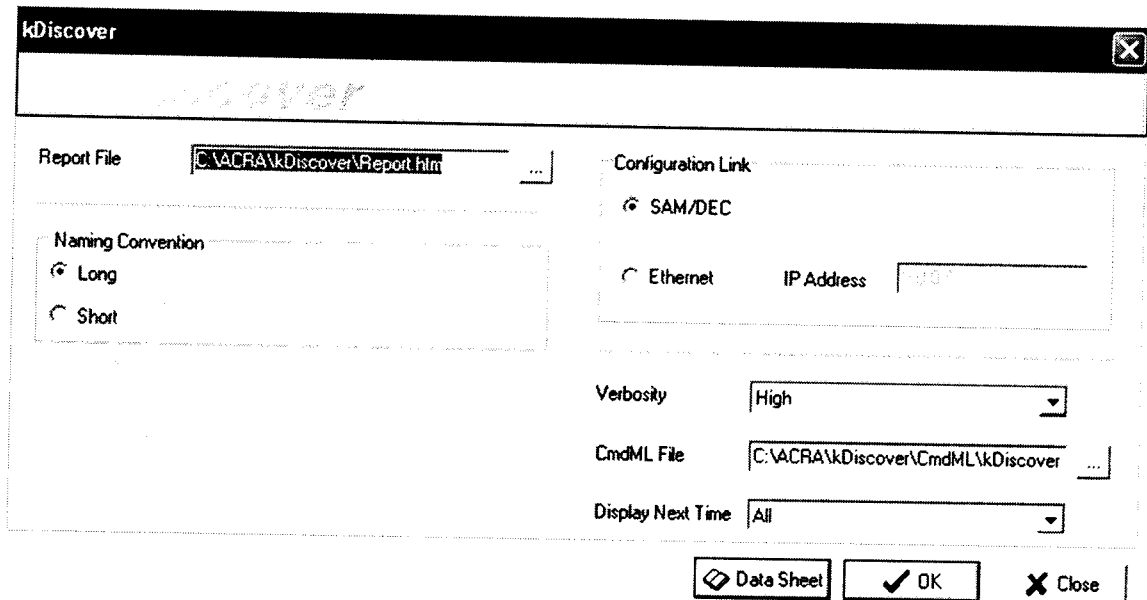 kDiscover
Report File
C:\ACRA\kDiscover\Report.htm
...
Naming Convention
Long
Short
Configuration Link
SAM/DEC
Ethernet
IP Address
Verbosity
High
CmdML File
C:\ACRA\kDiscover\CmdML\kDiscover
...
Display Next Time
All
Data Sheet
OK
Close